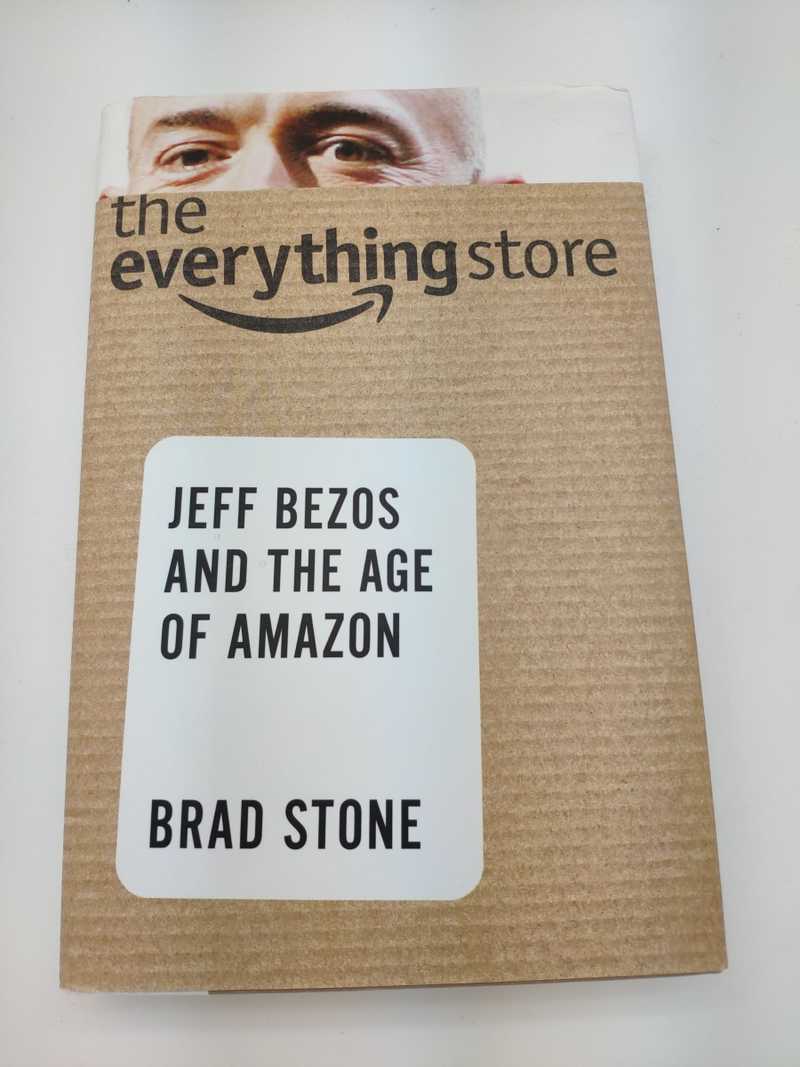 the
everything store
JEFF BEZOS
AND THE AGE
OF AMAZON
BRAD STONE